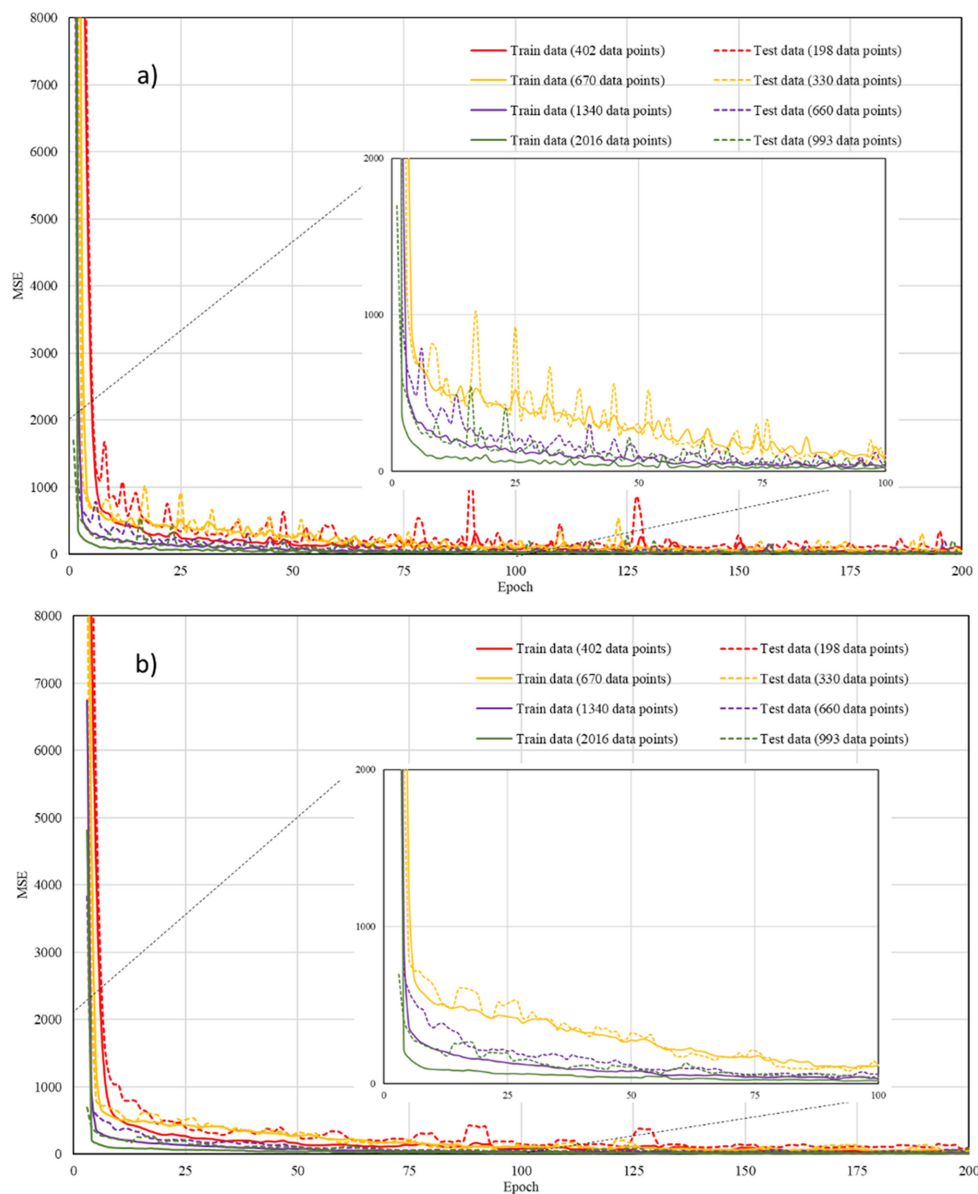 8000
7000
6000
5000
4000
3000
2000
1000
0
MSE
a)
Train data (402 data points)
Test data (198 data points)
Train data (670 data points)
Test data (330 data points)
Train data (1340 data points)
Test data (660 data points)
Train data (2016 data points)
Test data (993 data points)
2000
1000
0
0 25 50 75 100
0 25 50 75 100 125 150 175 200
Epoch
8000
7000
6000
5000
4000
3000
2000
1000
0
MSE
b)
Train data (402 data points)
Test data (198 data points)
Train data (670 data points)
Test data (330 data points)
Train data (1340 data points)
Test data (660 data points)
Train data (2016 data points)
Test data (993 data points)
2000
1000
0
0 25 50 75 100
0 25 50 75 100 125 150 175 200
Epoch